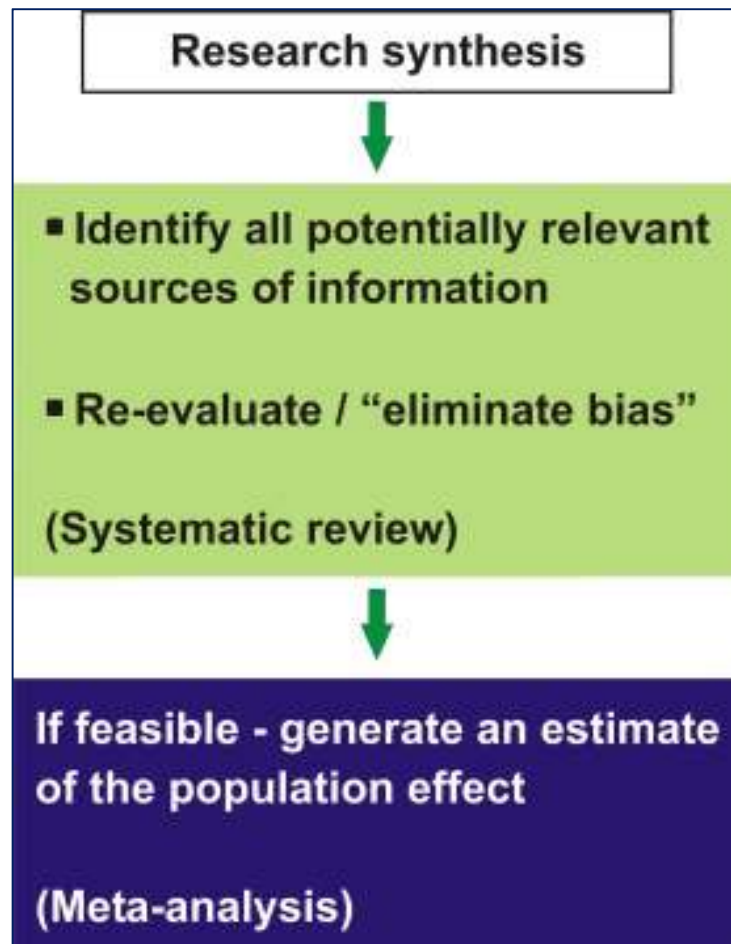 Research synthesis
▪ Identify all potentially relevant
sources of information
▪ Re-evaluate / “eliminate bias”
(Systematic review)
If feasible - generate an estimate
of the population effect
(Meta-analysis)